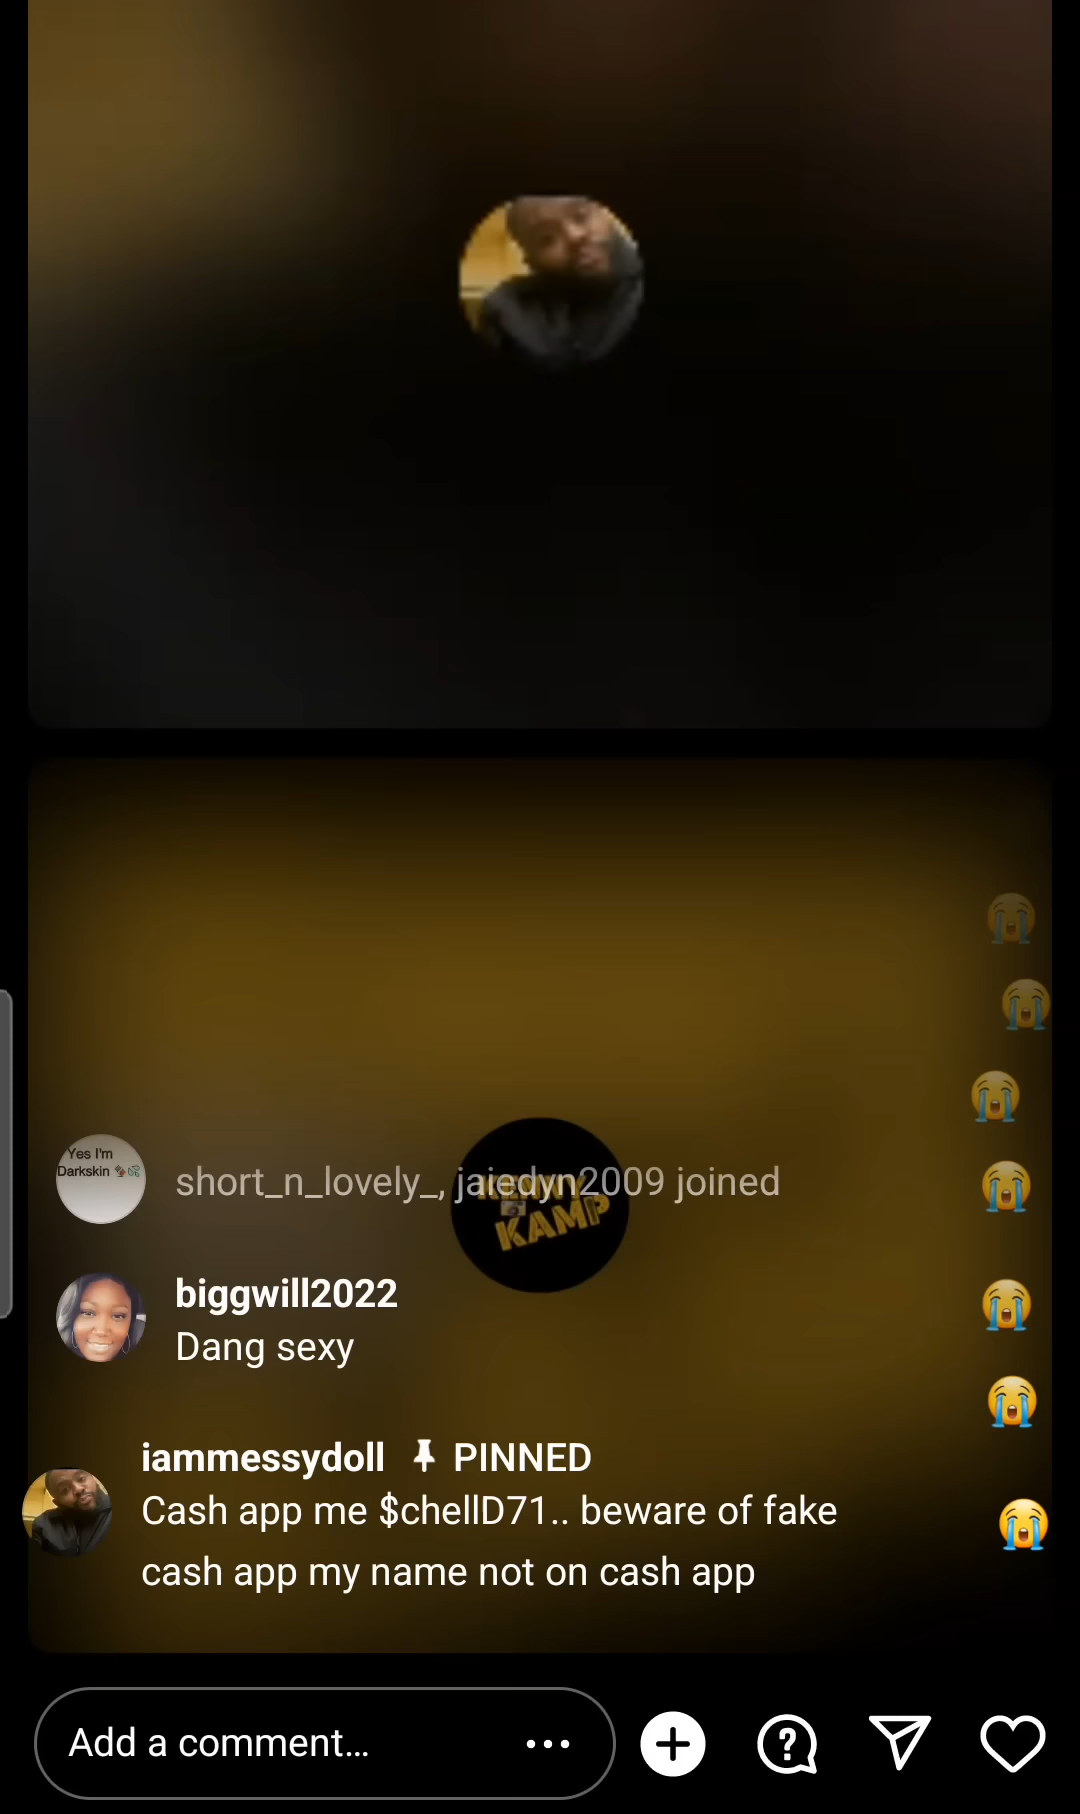 Yes I'm
Darkskin
short_n_lovely_, jaiedyn2009 joined
KAMP
biggwill2022
Dang sexy
iammessydoll PINNED
Cash app me $chellD71.. beware of fake
cash app my name not on cash app
Add a comment...